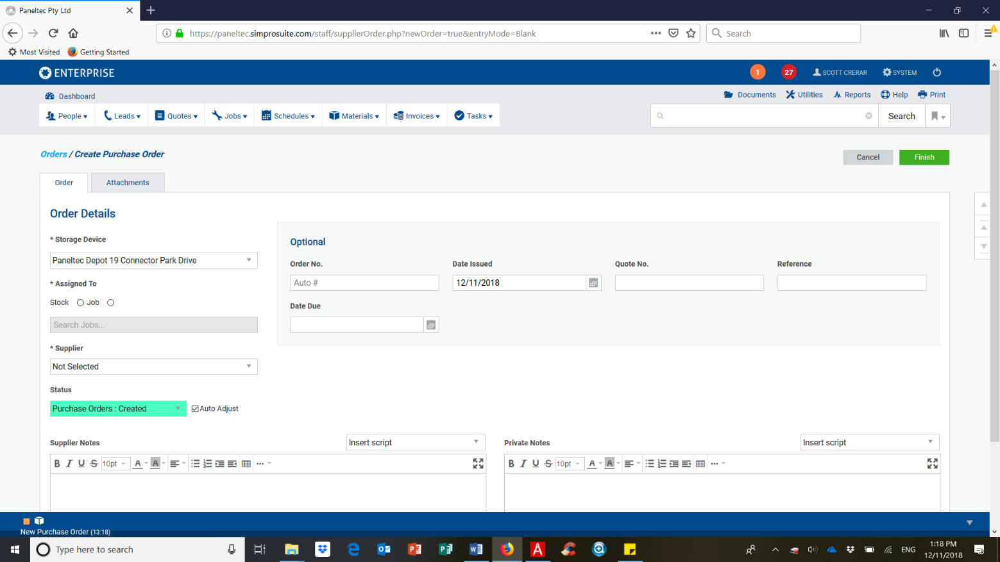 Paneltec Pty Ltd
https://paneltec.simprosuite.com/staff/supplierOrder.php?newOrder=true&entryMode=Blank
Search
Most Visited
Getting Started
ENTERPRISE
1
27
SCOTT CRERAR
SYSTEM
Dashboard
Documents
Utilities
Reports
Help
Print
People
Leads
Quotes
Jobs
Schedules
Materials
Invoices
Tasks
Search
Orders / Create Purchase Order
Cancel
Finish
Order
Attachments
Order Details
* Storage Device
Paneltec Depot 19 Connector Park Drive
* Assigned To
Stock
Job
Search Jobs...
* Supplier
Not Selected
Status
Purchase Orders : Created
Auto Adjust
Optional
Order No.
Date Issued
Quote No.
Reference
Auto #
12/11/2018
Date Due
Supplier Notes
Insert script
Private Notes
Insert script
B I U S 10pt A A
B I U S 10pt A A
New Purchase Order (13:18)
Type here to search
ENG
1:18 PM
12/11/2018